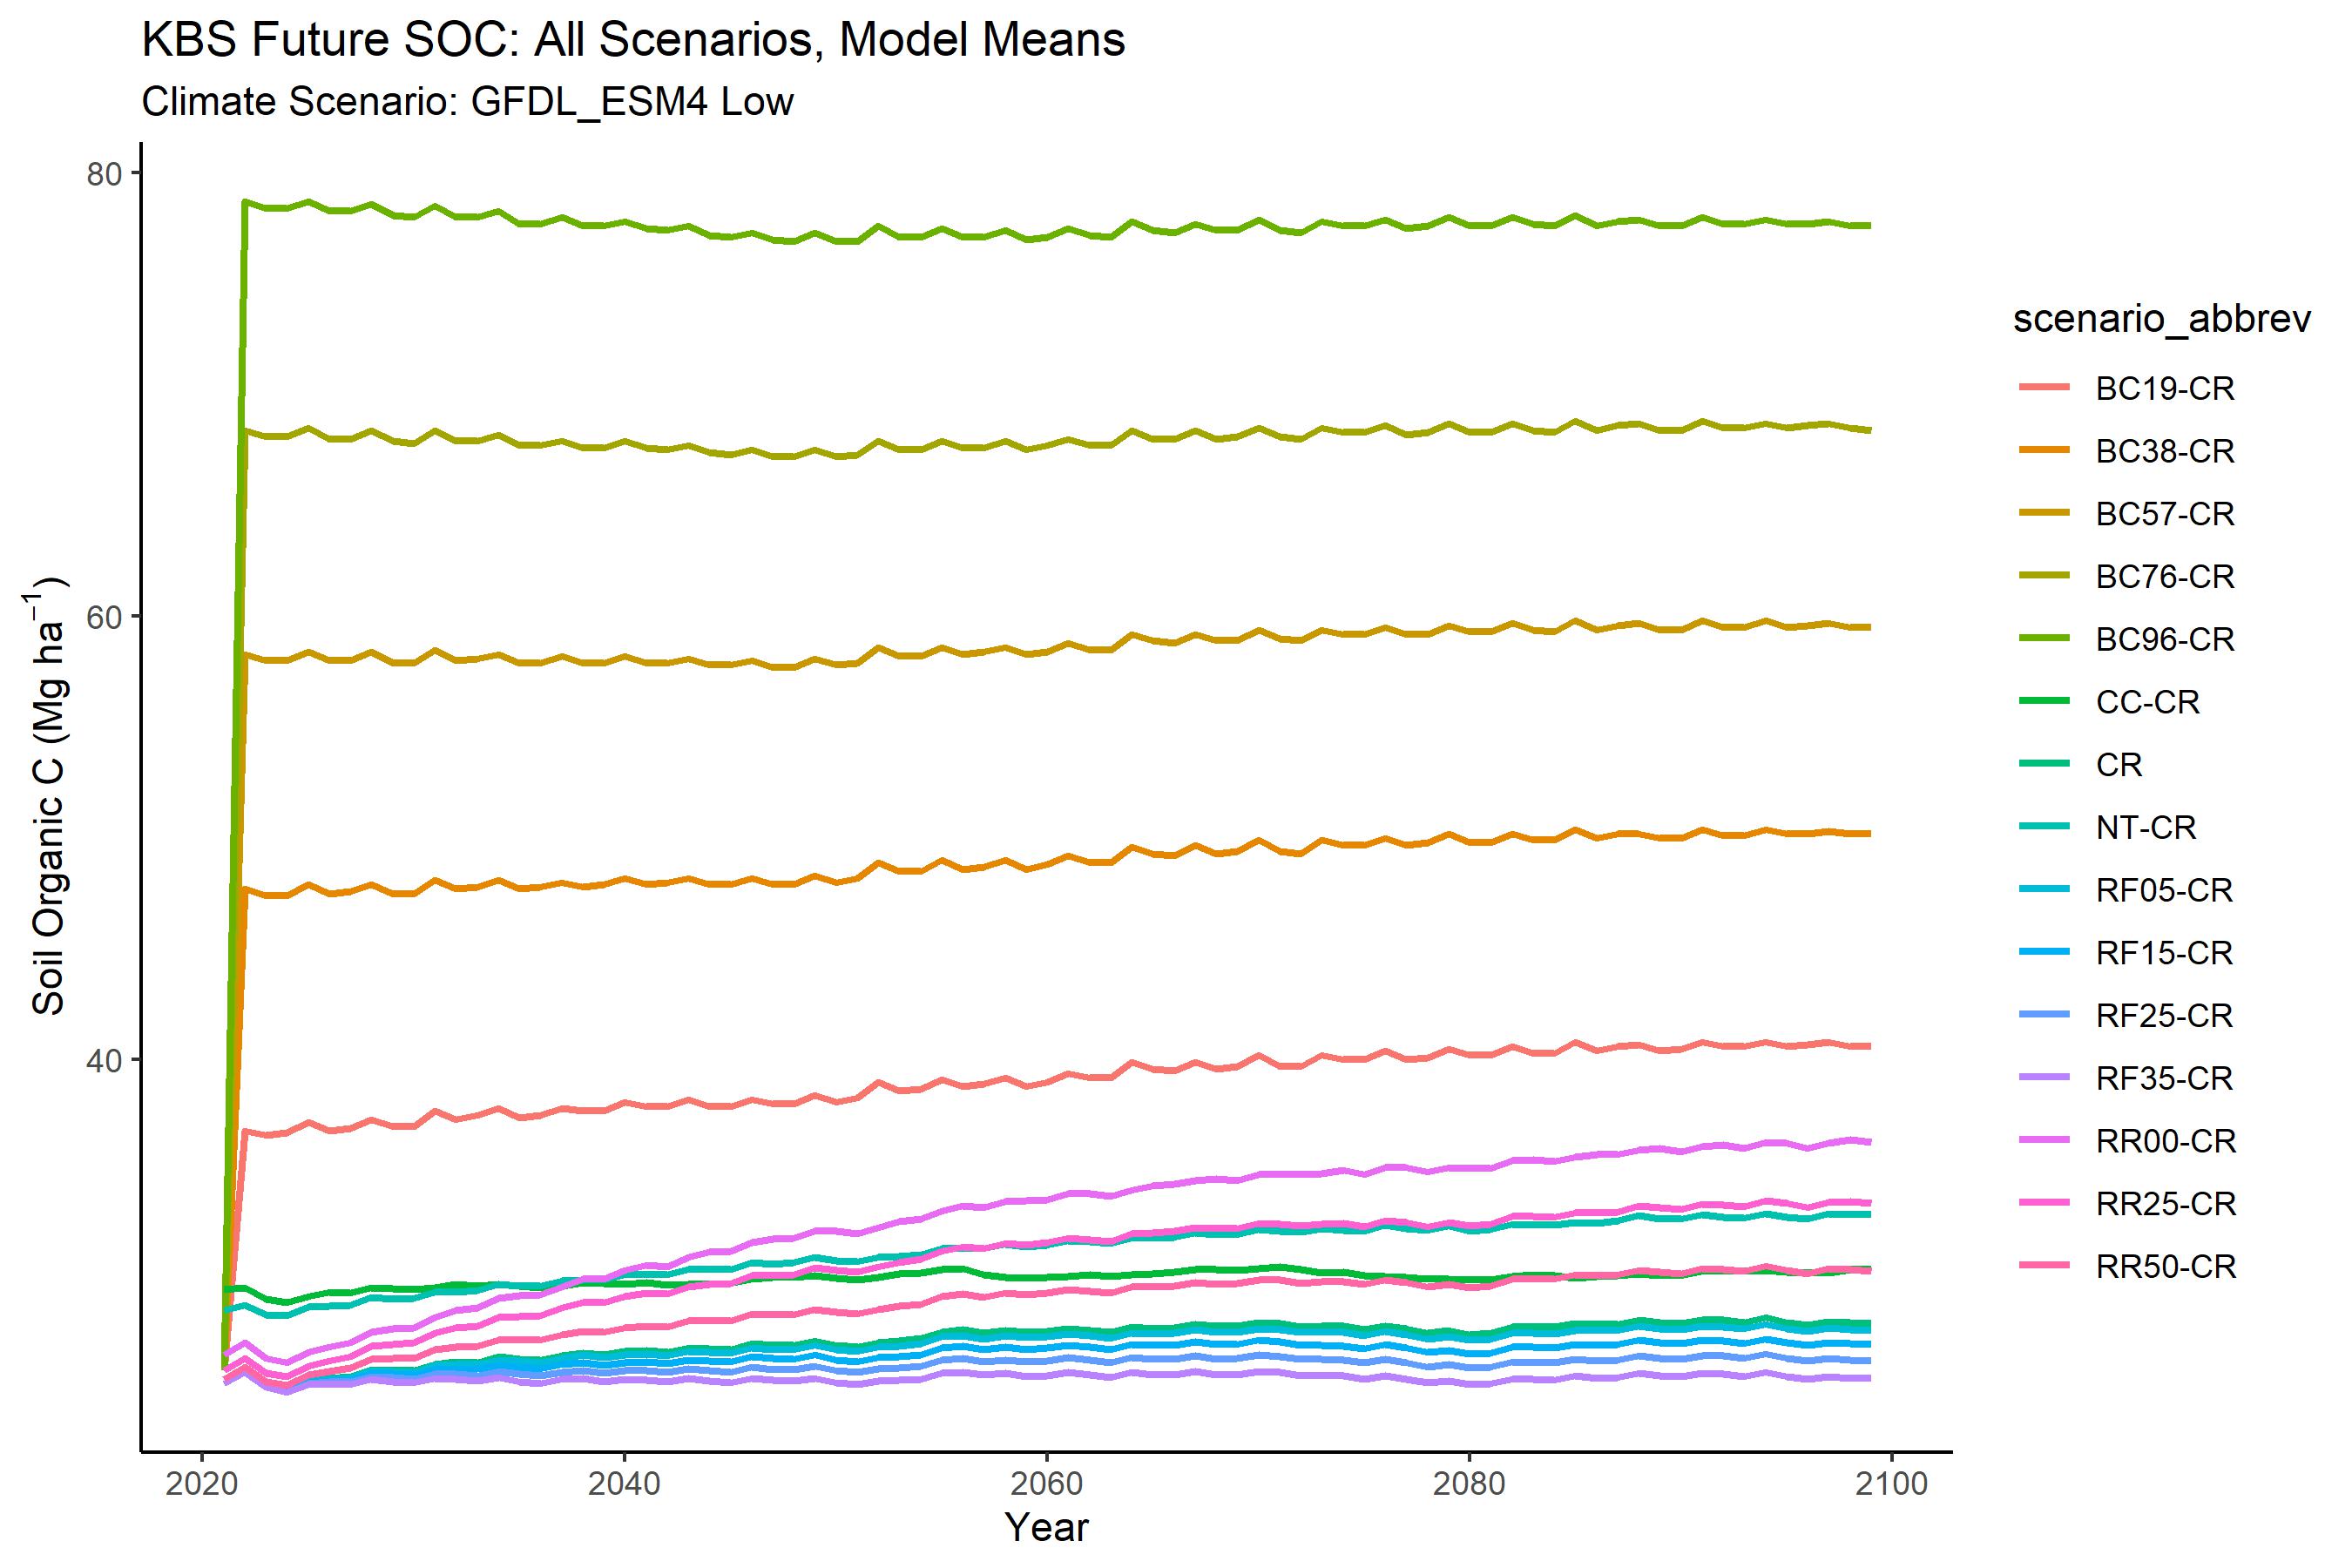 KBS Future SOC: All Scenarios, Model Means
Climate Scenario: GFDL_ESM4 Low
80
60
40
Soil Organic C (Mg ha⁻¹)
2020
2040
2060
2080
2100
Year
scenario_abbrev
BC19-CR
BC38-CR
BC57-CR
BC76-CR
BC96-CR
CC-CR
CR
NT-CR
RF05-CR
RF15-CR
RF25-CR
RF35-CR
RR00-CR
RR25-CR
RR50-CR